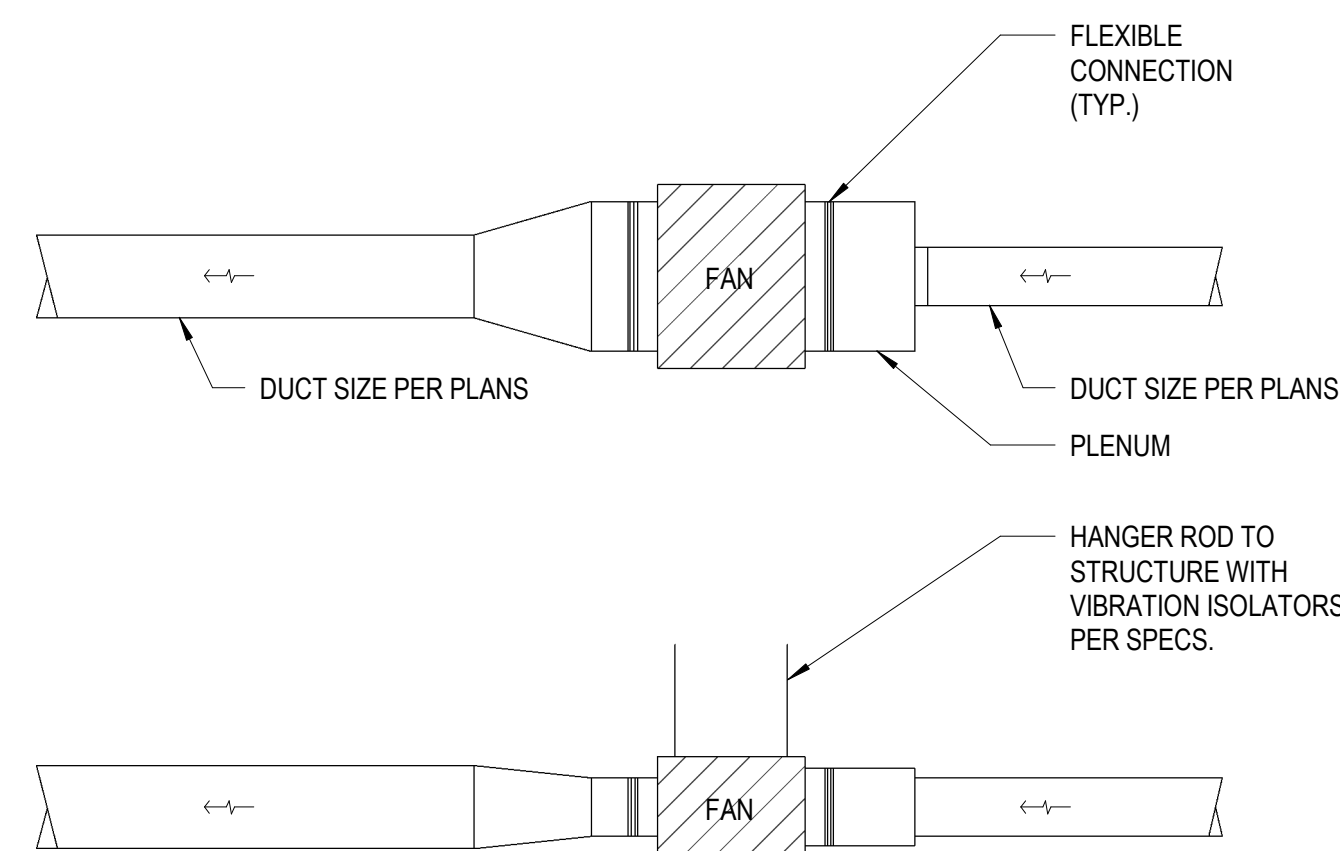 FLEXIBLE
CONNECTION
(TYP.)
FAN
DUCT SIZE PER PLANS
DUCT SIZE PER PLANS
PLENUM
HANGER ROD TO
STRUCTURE WITH
VIBRATION ISOLATORS
PER SPECS.
FAN